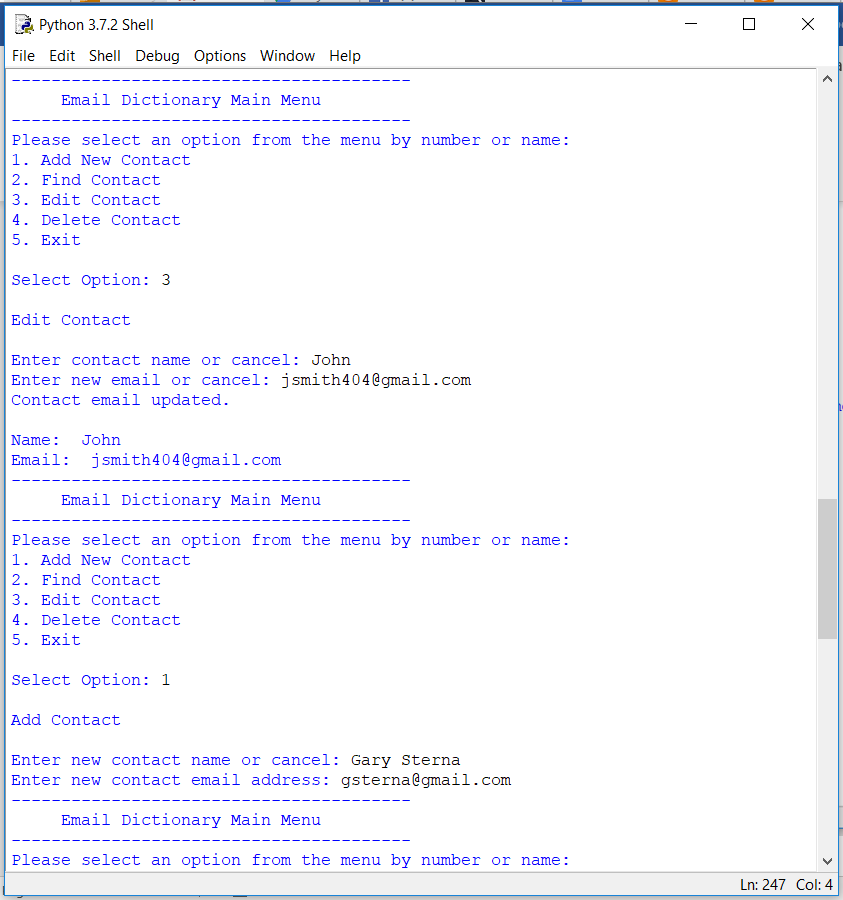 Python 3.7.2 Shell
File Edit Shell Debug Options Window Help
----------------------------------------
     Email Dictionary Main Menu
----------------------------------------
Please select an option from the menu by number or name:
1. Add New Contact
2. Find Contact
3. Edit Contact
4. Delete Contact
5. Exit
Select Option: 3
Edit Contact
Enter contact name or cancel: John
Enter new email or cancel: jsmith404@gmail.com
Contact email updated.
Name:  John
Email:  jsmith404@gmail.com
----------------------------------------
     Email Dictionary Main Menu
----------------------------------------
Please select an option from the menu by number or name:
1. Add New Contact
2. Find Contact
3. Edit Contact
4. Delete Contact
5. Exit
Select Option: 1
Add Contact
Enter new contact name or cancel: Gary Sterna
Enter new contact email address: gsterna@gmail.com
----------------------------------------
     Email Dictionary Main Menu
----------------------------------------
Please select an option from the menu by number or name:
Ln: 247 Col: 4